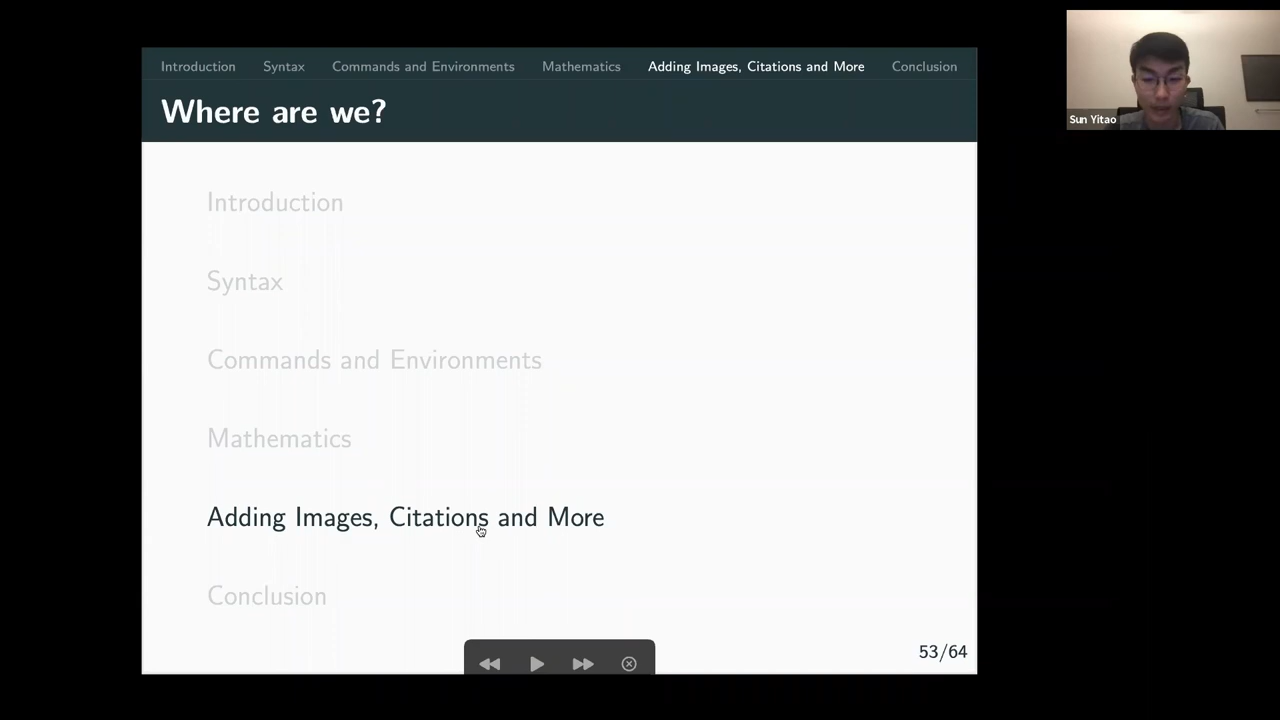 Introduction Syntax Commands and Environments Mathematics Adding Images, Citations and More Conclusion
Where are we?
Introduction
Syntax
Commands and Environments
Mathematics
Adding Images, Citations and More
Conclusion
53/64
Sun Yitao